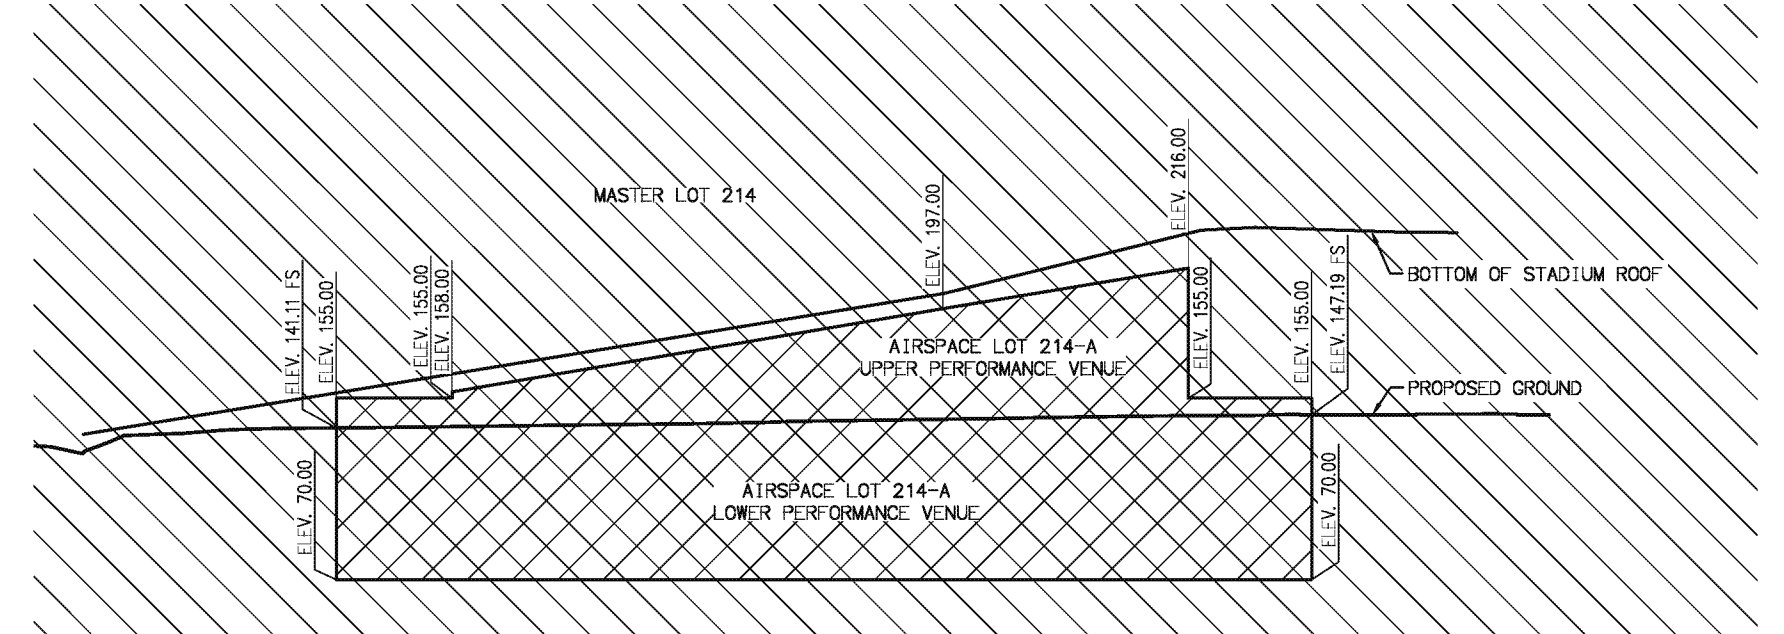 MASTER LOT 214
ELEV. 141.11 FS
ELEV. 155.00
ELEV. 155.00
ELEV. 158.00
ELEV. 197.00
ELEV. 216.00
ELEV. 155.00
ELEV. 155.00
ELEV. 147.19 FS
BOTTOM OF STADIUM ROOF
AIRSPACE LOT 214-A
UPPER PERFORMANCE VENUE
PROPOSED GROUND
ELEV. 70.00
AIRSPACE LOT 214-A
LOWER PERFORMANCE VENUE
ELEV. 70.00